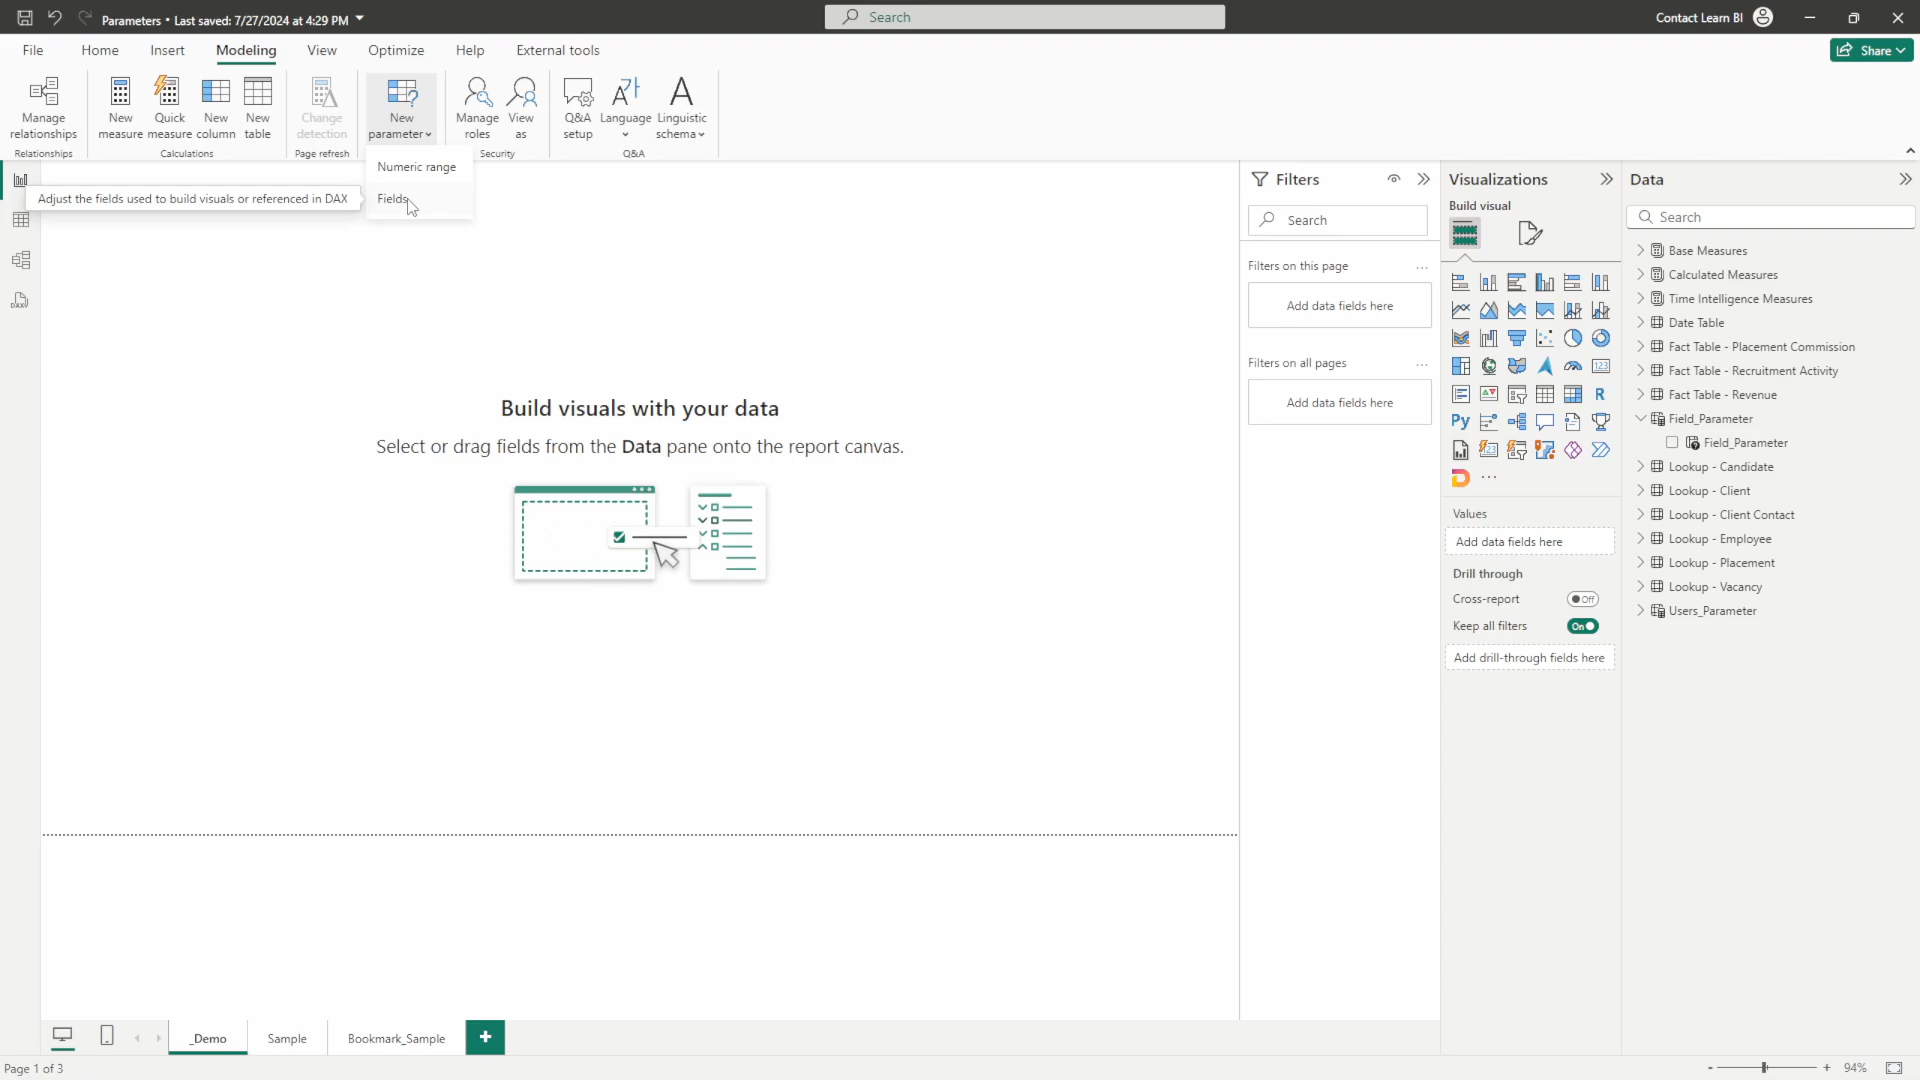 Parameters • Last saved: 7/27/2024 at 4:29 PM
Search
Contact Learn BI
File
Home
Insert
Modeling
View
Optimize
Help
External tools
Share
Manage
relationships
New
measure
Quick
measure
New
column
New
table
Change
detection
New
parameter
Manage
roles
View
as
Q&A
setup
Language
Linguistic
schema
Relationships
Calculations
Page refresh
Security
Q&A
Numeric range
Fields
Adjust the fields used to build visuals or referenced in DAX
DAX
Build visuals with your data
Select or drag fields from the Data pane onto the report canvas.
Filters
Search
Filters on this page
...
Add data fields here
Filters on all pages
...
Add data fields here
Visualizations
Build visual
123
R
Py
123
...
Values
Add data fields here
Drill through
Cross-report
Off
Keep all filters
On
Add drill-through fields here
Data
Search
Base Measures
Calculated Measures
Time Intelligence Measures
Date Table
Fact Table - Placement Commission
Fact Table - Recruitment Activity
Fact Table - Revenue
Field_Parameter
Field_Parameter
Lookup - Candidate
Lookup - Client
Lookup - Client Contact
Lookup - Employee
Lookup - Placement
Lookup - Vacancy
Users_Parameter
_Demo
Sample
Bookmark_Sample
+
Page 1 of 3
- + 94%